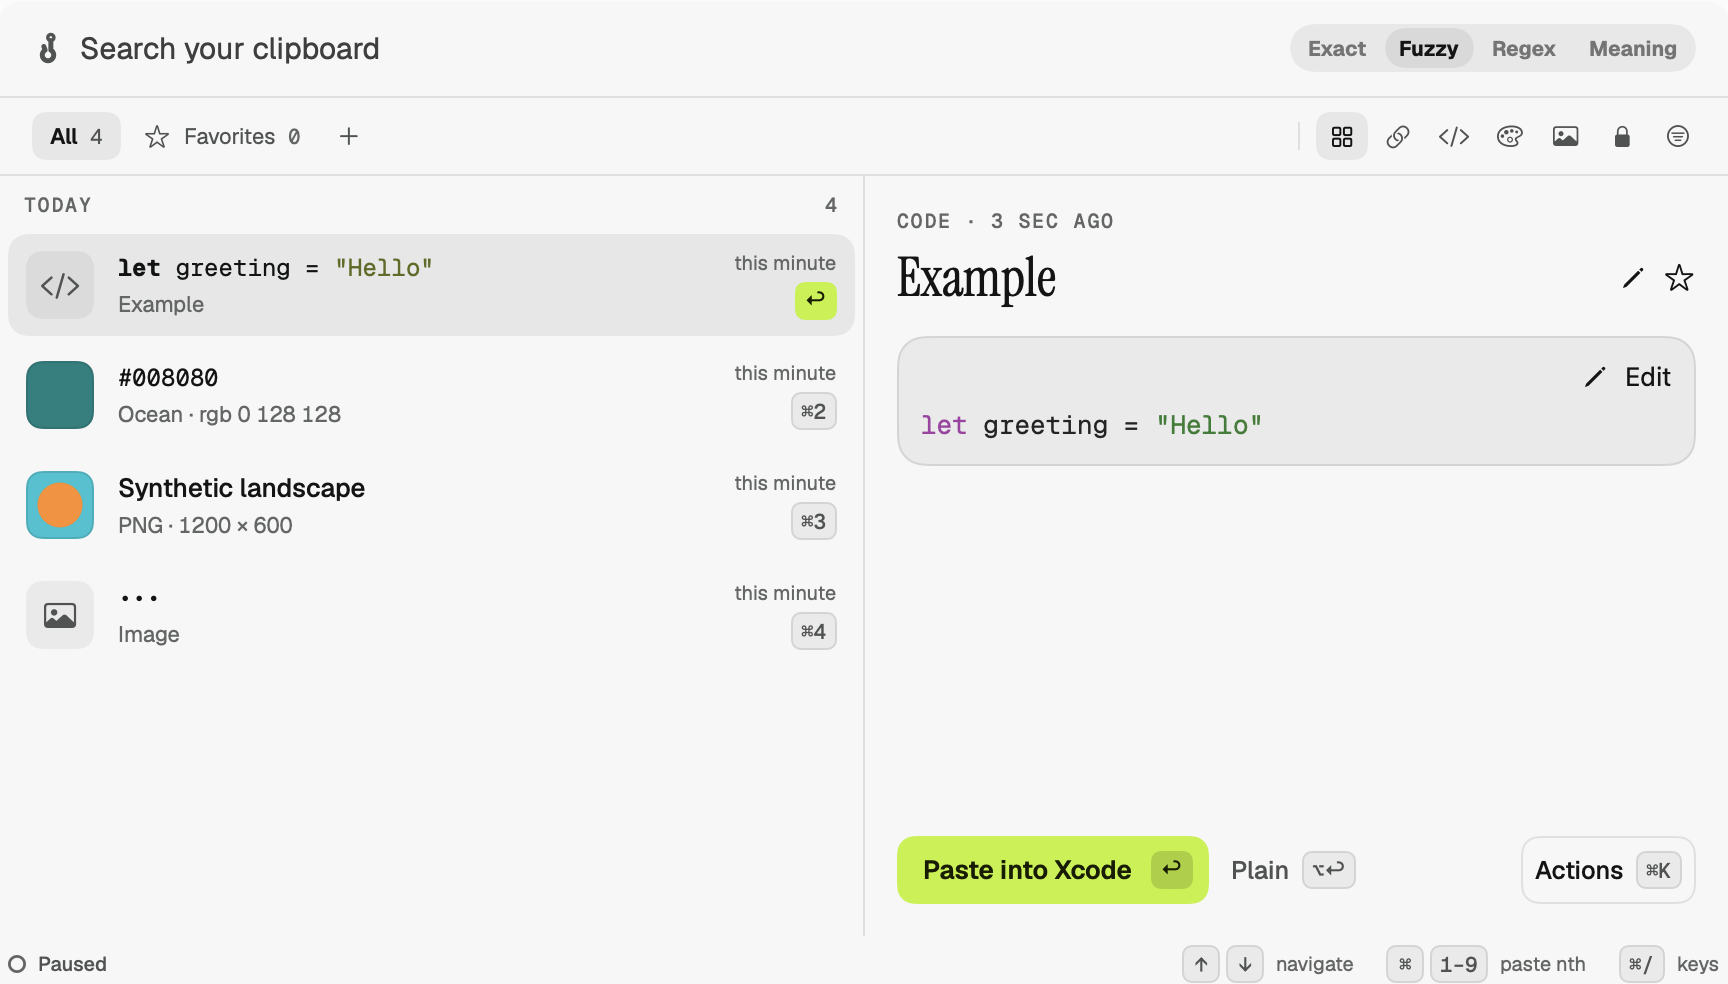 Search your clipboard
Exact Fuzzy Regex Meaning
All 4 Favorites 0 +
TODAY 4
let greeting = "Hello"
Example
this minute
#008080
Ocean · rgb 0 128 128
this minute
⌘2
Synthetic landscape
PNG · 1200 × 600
this minute
⌘3
...
Image
this minute
⌘4
CODE · 3 SEC AGO
Example
Edit
let greeting = "Hello"
Paste into Xcode ↩ Plain ⌥↩ Actions ⌘K
Paused ↑ ↓ navigate ⌘ 1-9 paste nth ⌘/ keys